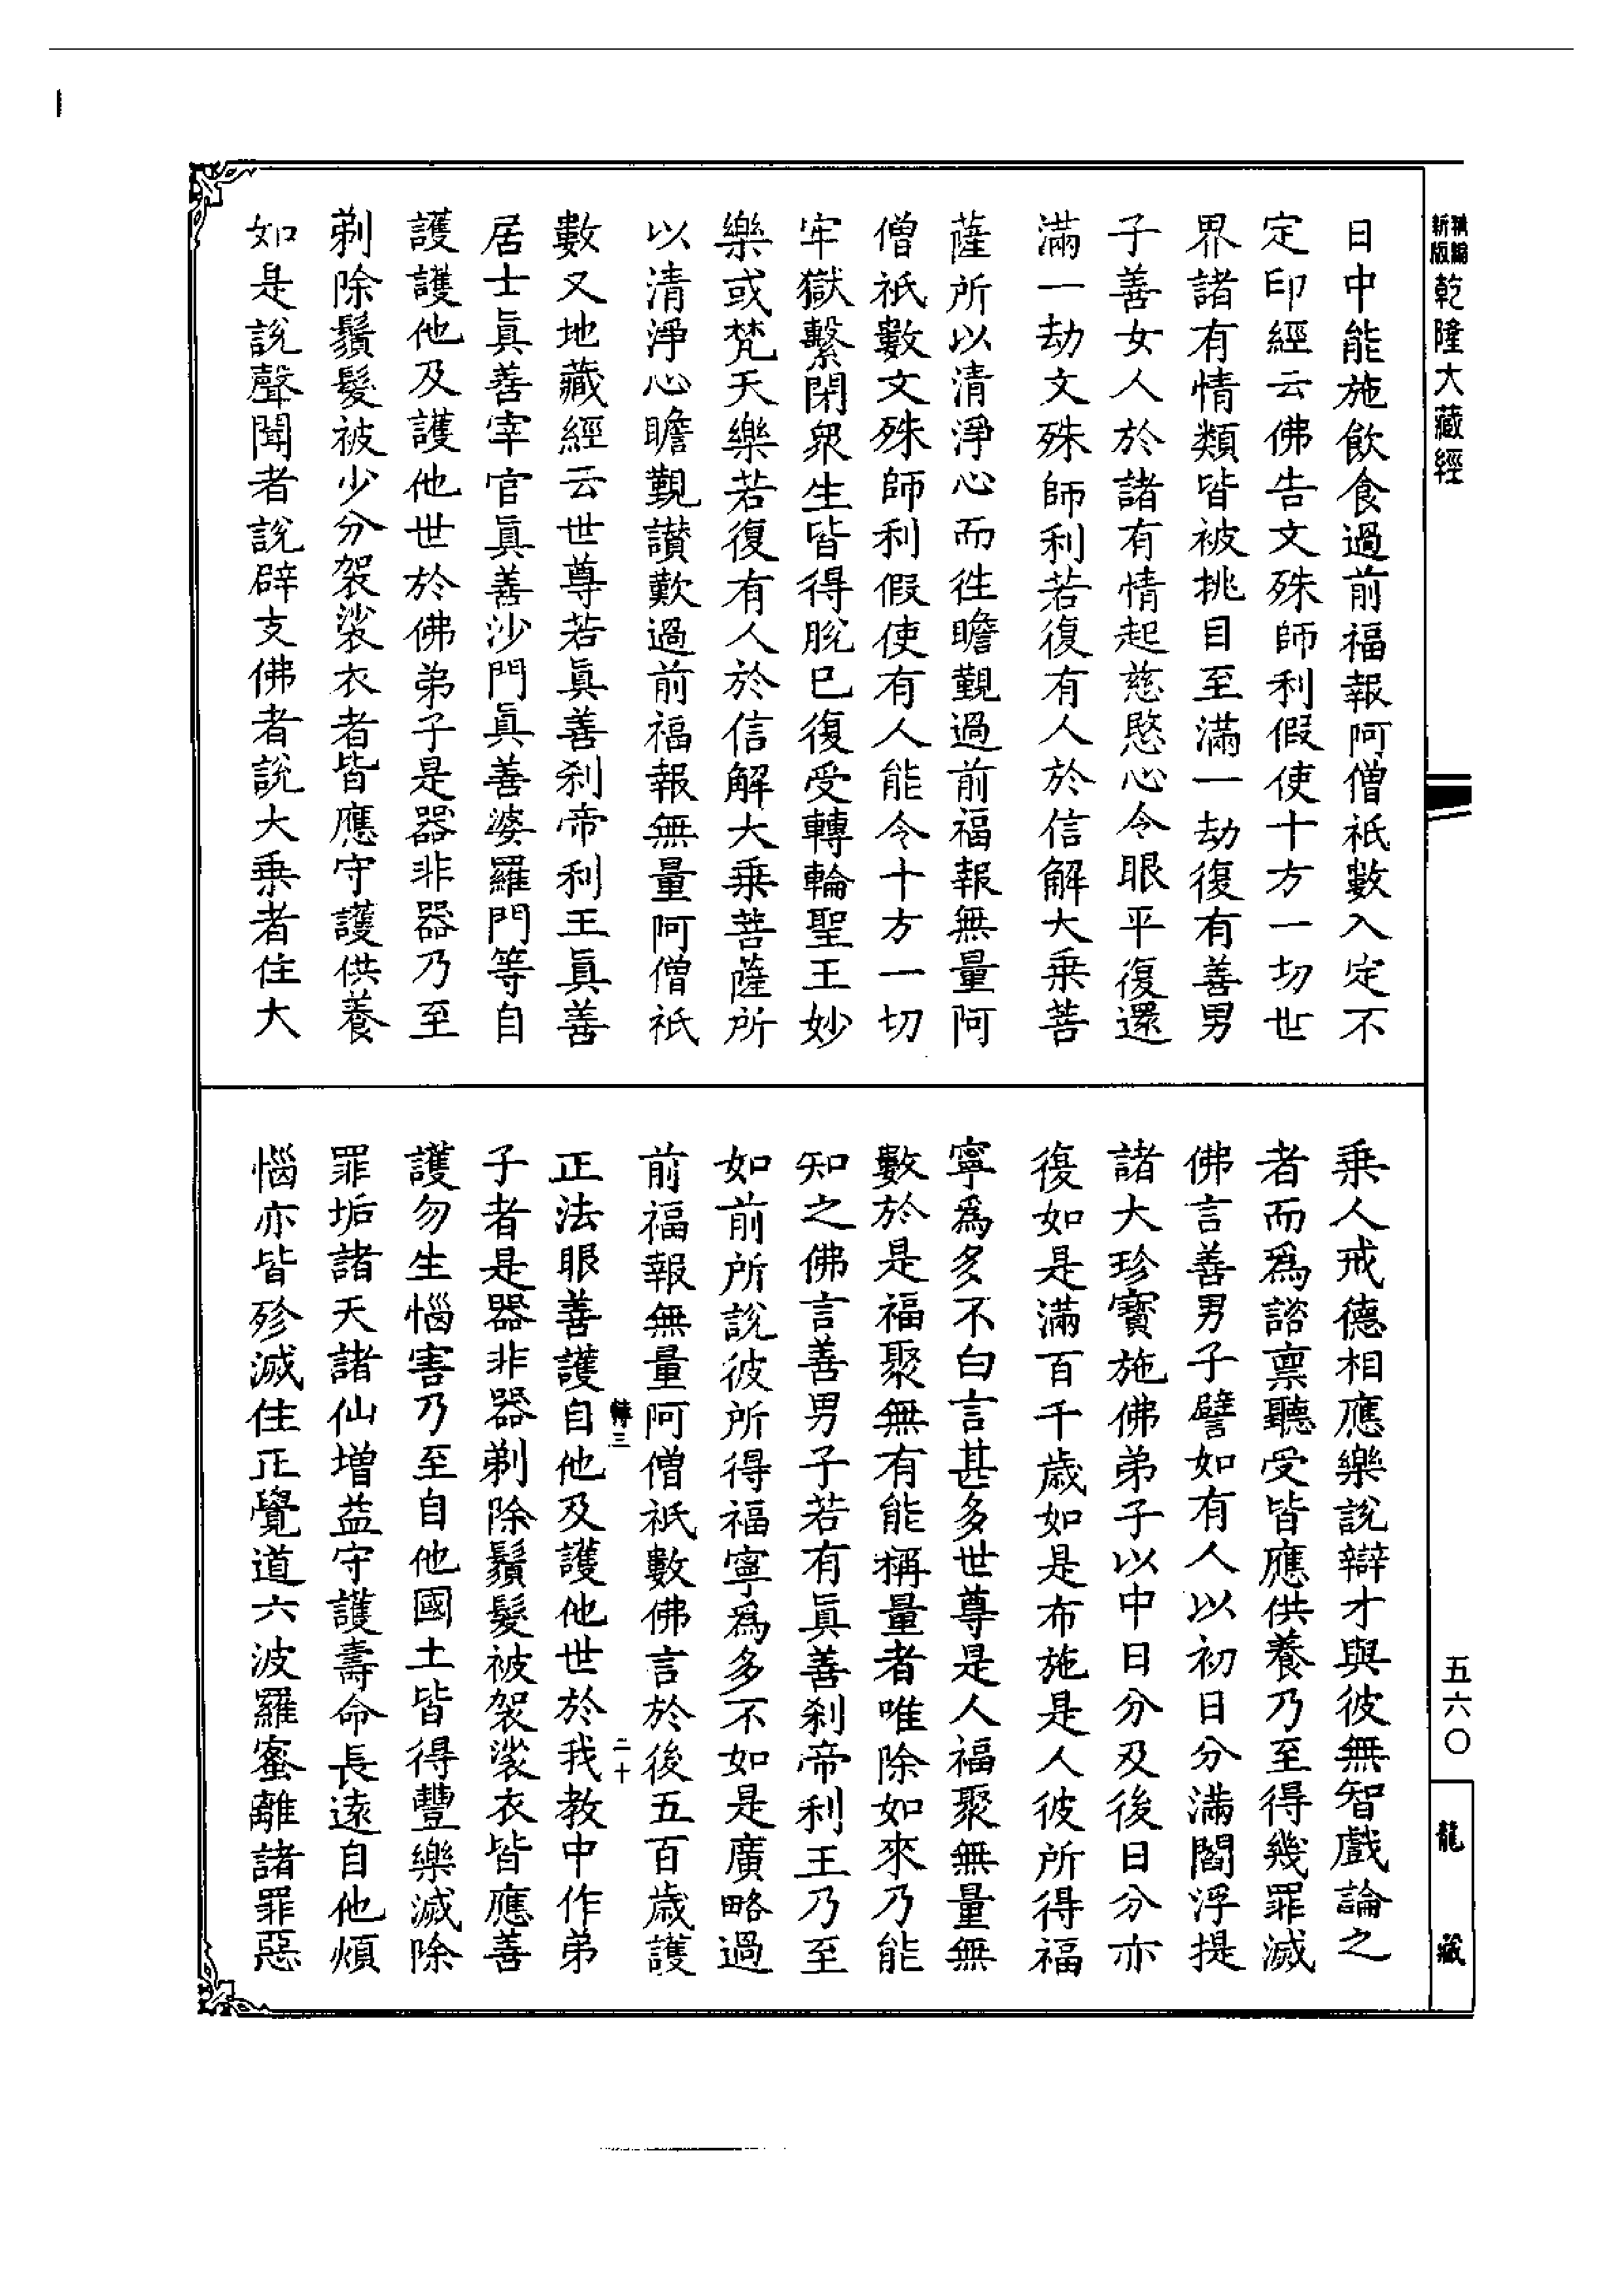 新版精編乾隆大藏經
日中能施飲食過前福報阿僧祇數入定不
定印經云佛告文殊師利假使十方一切世
界諸有情類皆被挑目至滿一劫復有善男
子善女人於諸有情起慈愍心令眼平復還
滿一劫文殊師利若復有人於信解大乗菩
薩所以清淨心而徃瞻覲過前福報無量阿
僧祇數文殊師利假使有人能令十方一切
牢獄繫閉衆生皆得脫已復受轉輪聖王妙
樂或梵天樂若復有人於信解大乗菩薩所
以清淨心瞻覲讃歎過前福報無量阿僧祇
數又地藏經云世尊若眞善刹帝利王眞善
居士眞善宰官眞善沙門眞善婆羅門等自
護護他及護他世於佛弟子是器非器乃至
剃除鬚髮被少分袈裟衣者皆應守護供養
如是說聲聞者說辟支佛者說大乗者住大
乗人戒德相應樂說辯才與彼無智戲論之
者而爲諮禀聽受皆應供養乃至得幾罪滅
佛言善男子譬如有人以初日分滿閻浮提
諸大珍寶施佛弟子以中日分及後日分亦
復如是滿百千歲如是布施是人彼所得福
寧爲多不白言甚多世尊是人福聚無量無
數於是福聚無有能稱量者唯除如來乃能
知之佛言善男子若有眞善刹帝利王乃至
如前所說彼所得福寧爲多不如是廣略過
前福報無量阿僧祇數佛言於後五百歲護
三 二十
正法眼善護自他及護他世於我教中作弟
子者是器非器剃除鬚髮被袈裟衣皆應善
護勿生惱害乃至自他國土皆得豐樂滅除
罪垢諸天諸仙增益守護壽命長遠自他煩
惱亦皆殄滅住正覺道六波羅蜜離諸罪惡
五六〇
龍藏